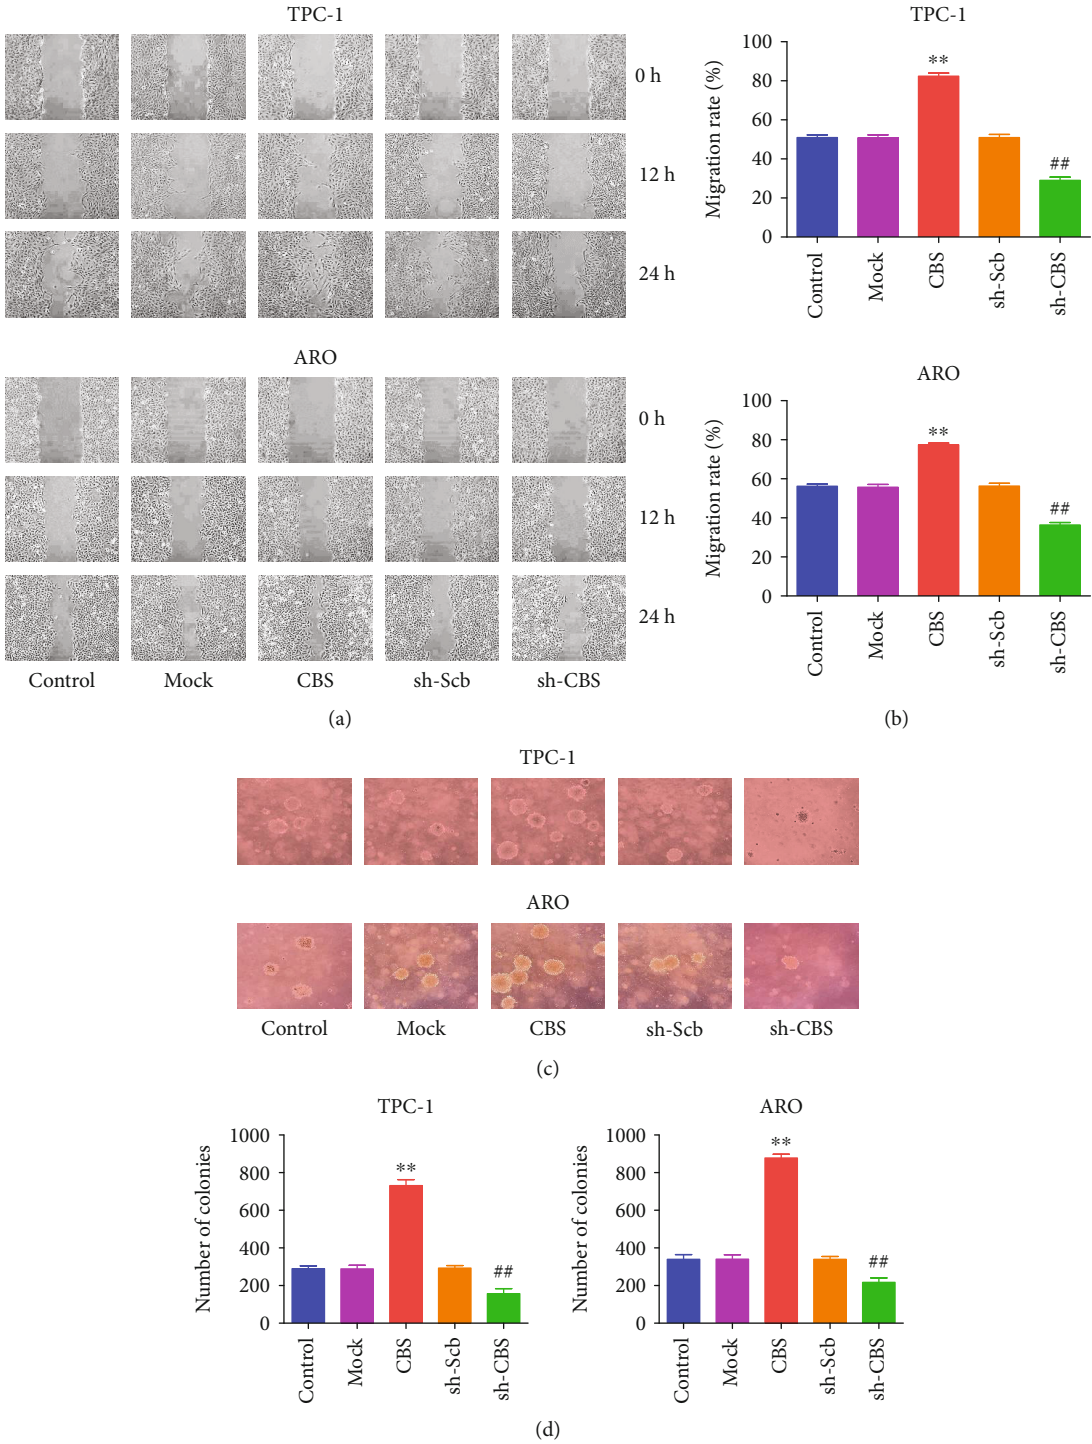 TPC-1
0 h
12 h
24 h
ARO
0 h
12 h
24 h
Control Mock CBS sh-Scb sh-CBS
(a)
TPC-1
Migration rate (%)
100
80
60
40
20
0
**
##
Control Mock CBS sh-Scb sh-CBS
ARO
Migration rate (%)
100
80
60
40
20
0
**
##
Control Mock CBS sh-Scb sh-CBS
(b)
TPC-1
ARO
Control Mock CBS sh-Scb sh-CBS
(c)
TPC-1
Number of colonies
1000
800
600
400
200
0
**
##
Control Mock CBS sh-Scb sh-CBS
ARO
Number of colonies
1000
800
600
400
200
0
**
##
Control Mock CBS sh-Scb sh-CBS
(d)